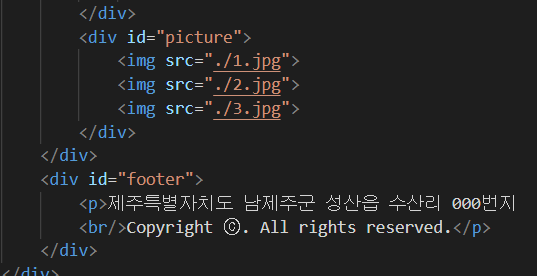 </div>
<div id="picture">
<img src="./1.jpg">
<img src="./2.jpg">
<img src="./3.jpg">
</div>
</div>
<div id="footer">
<p>제주특별자치도 남제주군 성산읍 수산리 000번지
<br/>Copyright ⓒ. All rights reserved.</p>
</div>
</div>